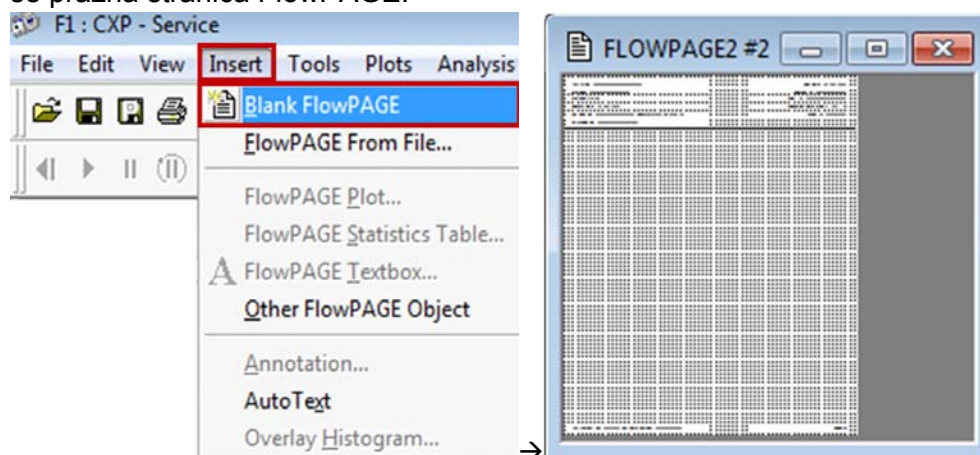 F1 : CXP - Service
File Edit View Insert Tools Plots Analysis
Blank FlowPAGE
FlowPAGE From File...
FlowPAGE Plot...
FlowPAGE Statistics Table...
A FlowPAGE Textbox...
Other FlowPAGE Object
Annotation...
AutoText
Overlay Histogram...
→
FLOWPAGE2 #2